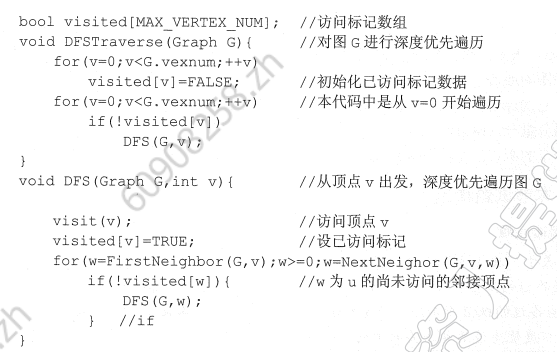 bool visited[MAX_VERTEX_NUM]; //访问标记数组
void DFSTraverse(Graph G){ //对图 G 进行深度优先遍历
for(v=0;v<G.vexnum;++v)
visited[v]=FALSE; //初始化已访问标记数据
for(v=0;v<G.vexnum;++v) //本代码中是从 v=0 开始遍历
if(!visited[v])
DFS(G,v);
}
void DFS(Graph G,int v){ //从顶点 v 出发，深度优先遍历图 G
visit(v); //访问顶点 v
visited[v]=TRUE; //设已访问标记
for(w=FirstNeighbor(G,v);w>=0;w=NextNeighor(G,v,w))
if(!visited[w]){ //w 为 u 的尚未访问的邻接顶点
DFS(G,w);
} //if
}
60908258.zh